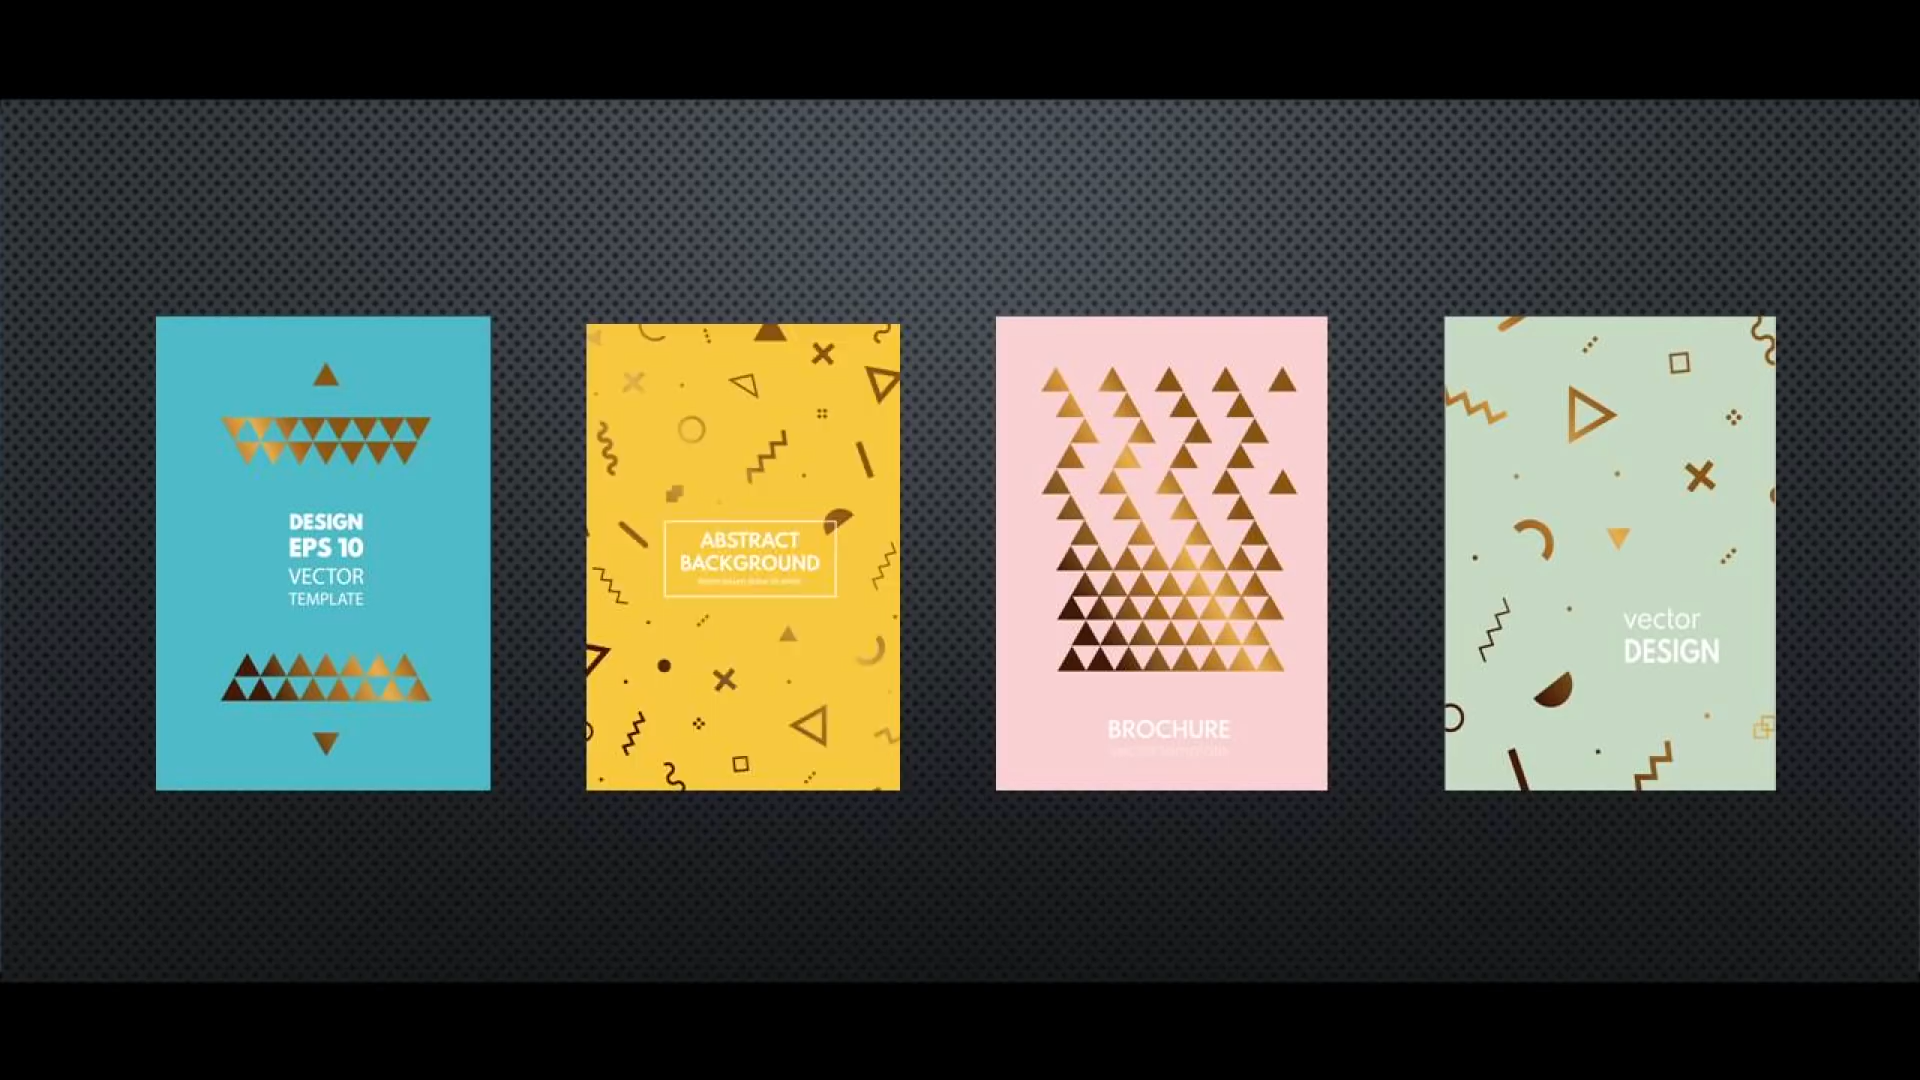 DESIGN
EPS 10
VECTOR
TEMPLATE
ABSTRACT
BACKGROUND
BROCHURE
vector
DESIGN